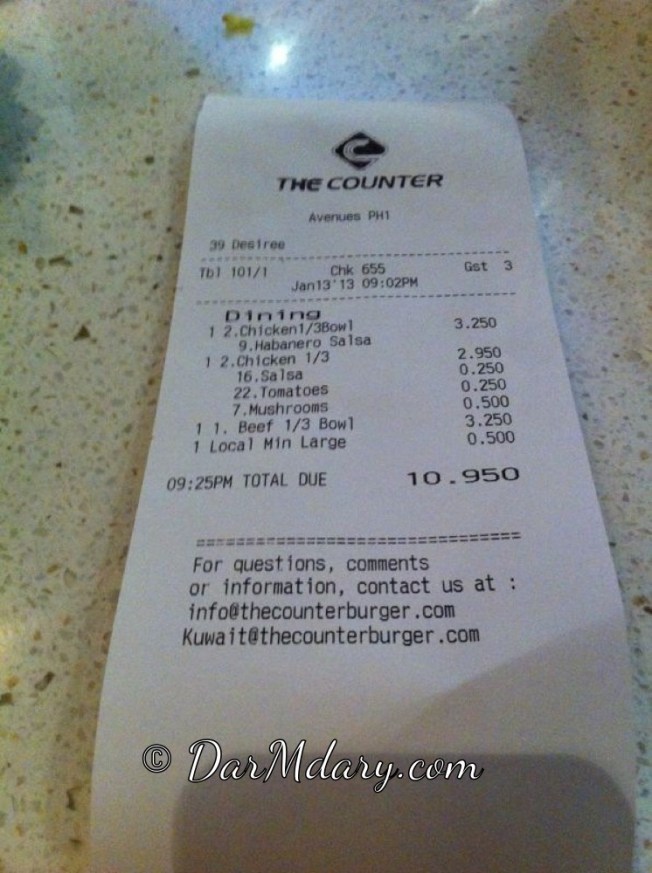 THE COUNTER
Avenues PH1
39 Desiree
Tbl 101/1 Chk 655 Gst 3
Jan13'13 09:02PM
Dining
1 2.Chicken1/3Bowl 3.250
9.Habanero Salsa
1 2.Chicken 1/3 2.950
16.Salsa 0.250
22.Tomatoes 0.250
7.Mushrooms 0.500
1 1. Beef 1/3 Bowl 3.250
1 Local Min Large 0.500
09:25PM TOTAL DUE 10.950
================================
For questions, comments
or information, contact us at :
info@thecounterburger.com
Kuwait@thecounterburger.com
© DarMdary.com